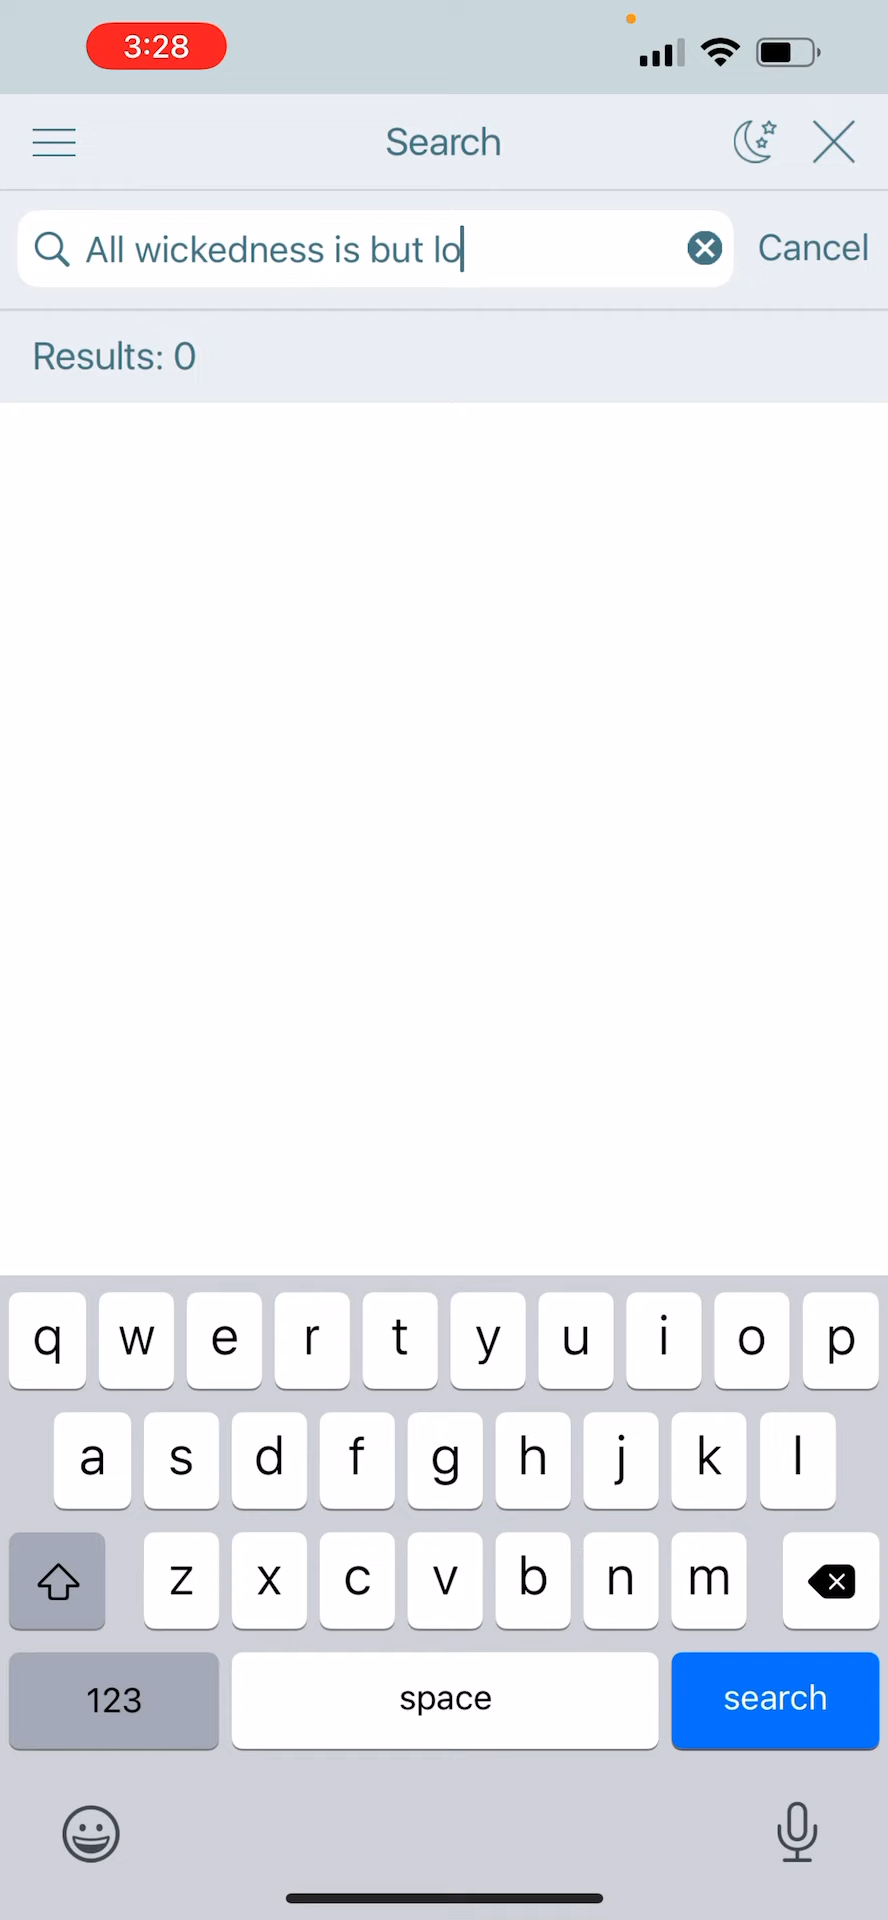 3:28
Search
All wickedness is but lo
Cancel
Results: 0
q w e r t y u i o p
a s d f g h j k l
z x c v b n m
123 space search